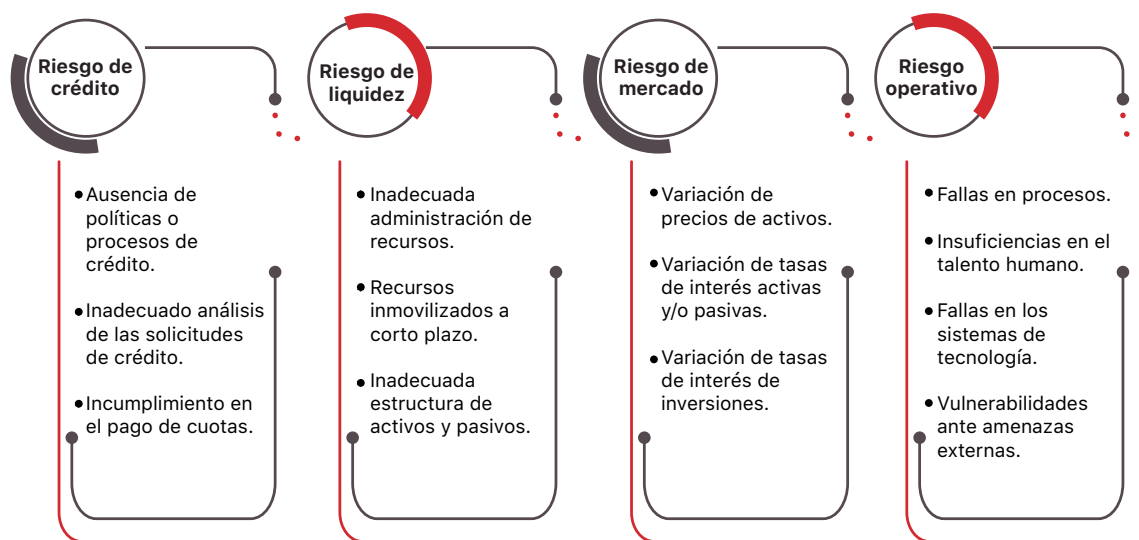 Riesgo de
crédito
• Ausencia de
políticas o
procesos de
crédito.
• Inadecuado análisis
de las solicitudes
de crédito.
• Incumplimiento en
el pago de cuotas.
Riesgo de
liquidez
• Inadecuada
administración de
recursos.
• Recursos
inmovilizados a
corto plazo.
• Inadecuada
estructura de
activos y pasivos.
Riesgo de
mercado
• Variación de
precios de activos.
• Variación de tasas
de interés activas
y/o pasivas.
• Variación de tasas
de interés de
inversiones.
Riesgo
operativo
• Fallas en procesos.
• Insuficiencias en el
talento humano.
• Fallas en los
sistemas de
tecnología.
• Vulnerabilidades
ante amenazas
externas.